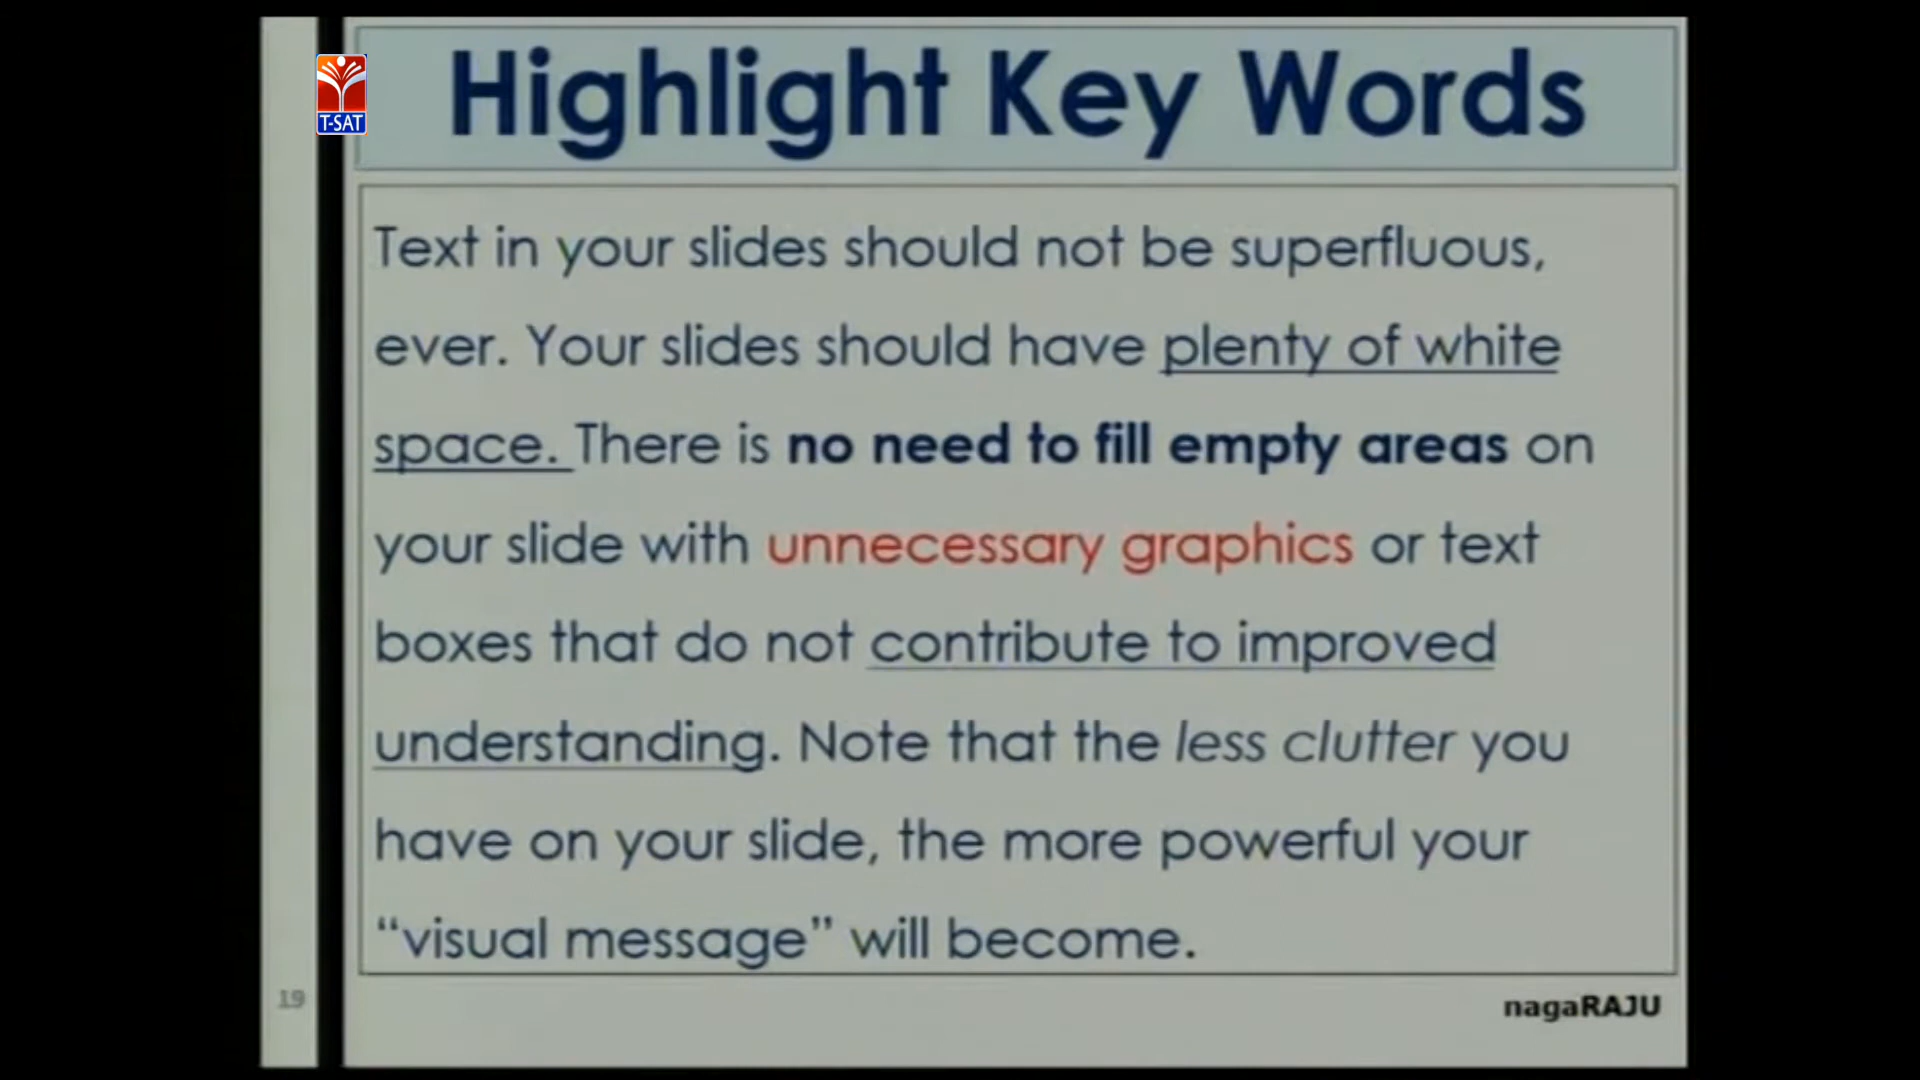 Highlight Key Words
T-SAT
Text in your slides should not be superfluous,
ever. Your slides should have plenty of white
space. There is no need to fill empty areas on
your slide with unnecessary graphics or text
boxes that do not contribute to improved
understanding. Note that the less clutter you
have on your slide, the more powerful your
“visual message” will become.
19
nagaRAJU